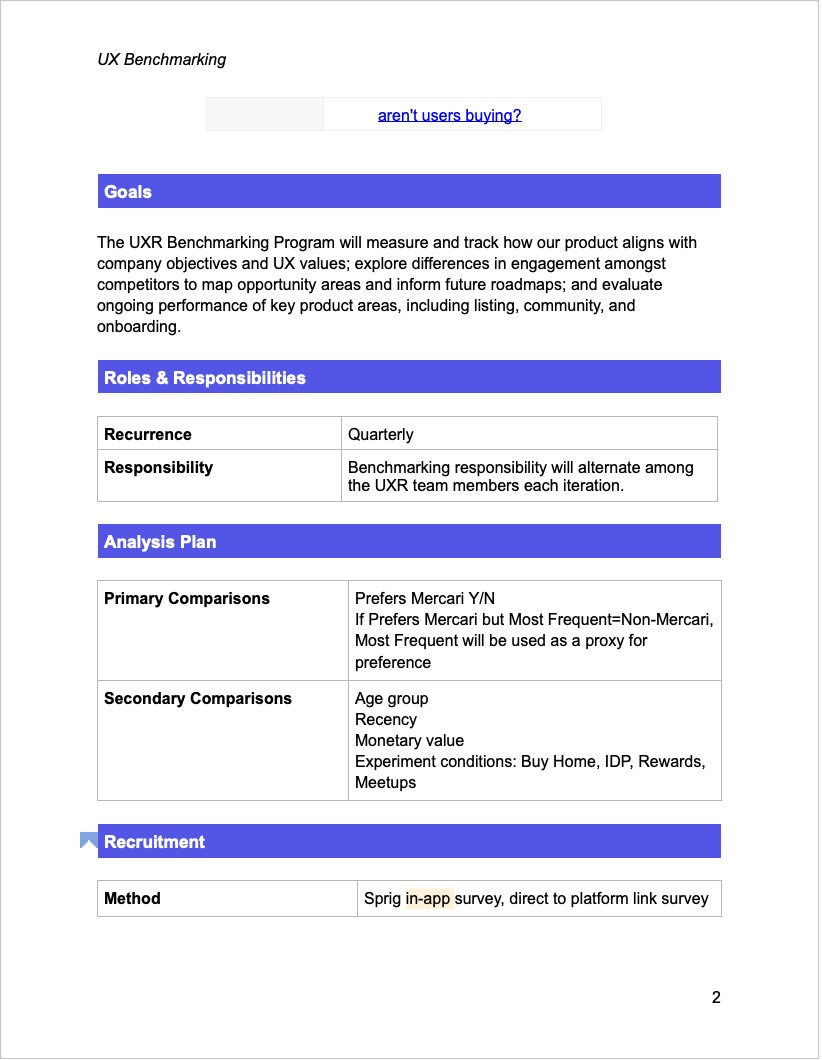 UX Benchmarking
aren't users buying?
Goals
The UXR Benchmarking Program will measure and track how our product aligns with
company objectives and UX values; explore differences in engagement amongst
competitors to map opportunity areas and inform future roadmaps; and evaluate
ongoing performance of key product areas, including listing, community, and
onboarding.
Roles & Responsibilities
Recurrence
Quarterly
Responsibility
Benchmarking responsibility will alternate among
the UXR team members each iteration.
Analysis Plan
Primary Comparisons
Prefers Mercari Y/N
If Prefers Mercari but Most Frequent=Non-Mercari,
Most Frequent will be used as a proxy for
preference
Secondary Comparisons
Age group
Recency
Monetary value
Experiment conditions: Buy Home, IDP, Rewards,
Meetups
Recruitment
Method
Sprig in-app survey, direct to platform link survey
2